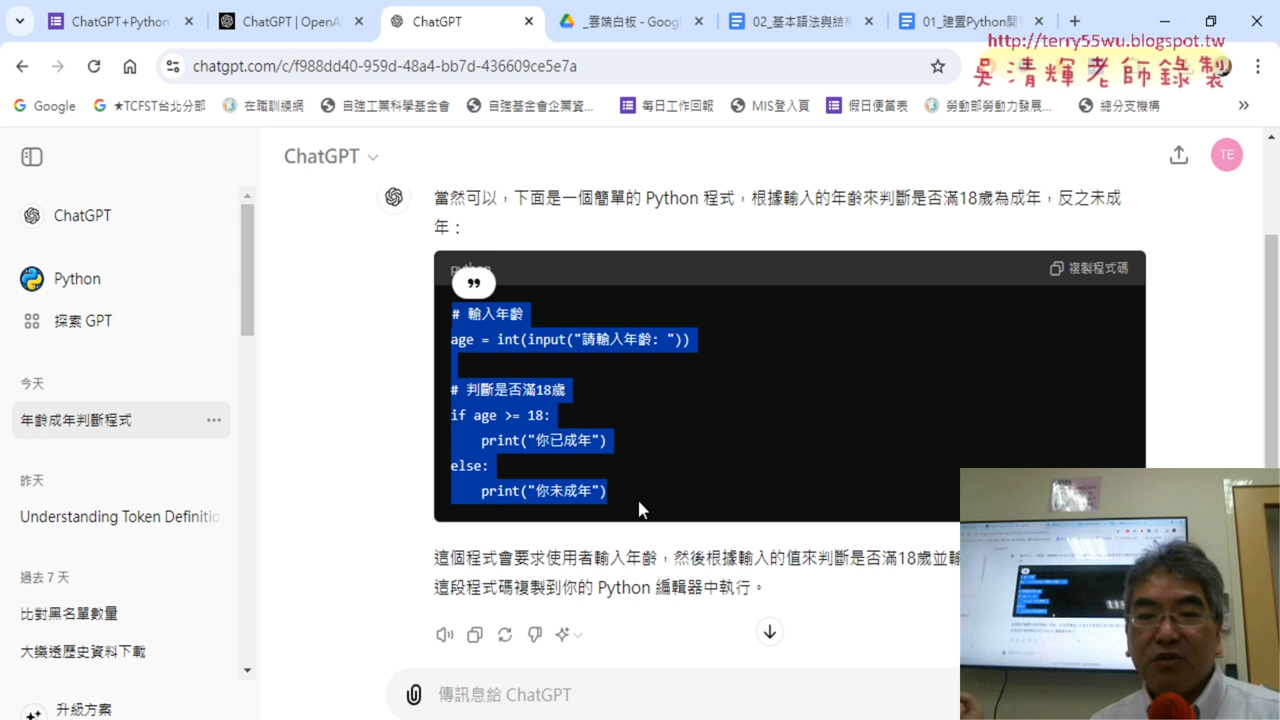 ChatGPT+Python
ChatGPT | OpenA
ChatGPT
_雲端白板 - Goog
02_基本語法與結構
01_建置Python開
http://terry55wu.blogspot.tw
吳清輝老師錄製
chatgpt.com/c/f988dd40-959d-48a4-bb7d-436609ce5e7a
Google
★TCFST台北分部
在職訓練網
自強工業科學基金會
自強基金會企業資...
每日工作回報
MIS登入頁
假日便當表
勞動部勞動力發展...
總分支機構
ChatGPT
TE
ChatGPT
Python
探索 GPT
今天
年齡成年判斷程式
昨天
Understanding Token Definitio
過去 7 天
比對黑名單數量
大樂透歷史資料下載
升級方案
當然可以，下面是一個簡單的 Python 程式，根據輸入的年齡來判斷是否滿18歲為成年，反之未成
年：
python
複製程式碼
# 輸入年齡
age = int(input("請輸入年齡: "))
# 判斷是否滿18歲
if age >= 18:
print("你已成年")
else:
print("你未成年")
這個程式會要求使用者輸入年齡，然後根據輸入的值來判斷是否滿18歲並輸
這段程式碼複製到你的 Python 編輯器中執行。
傳訊息給 ChatGPT